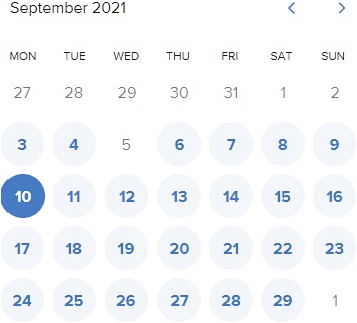 September 2021
MON TUE WED THU FRI SAT SUN
27 28 29 30 31 1 2
3 4 5 6 7 8 9
10 11 12 13 14 15 16
17 18 19 20 21 22 23
24 25 26 27 28 29 1